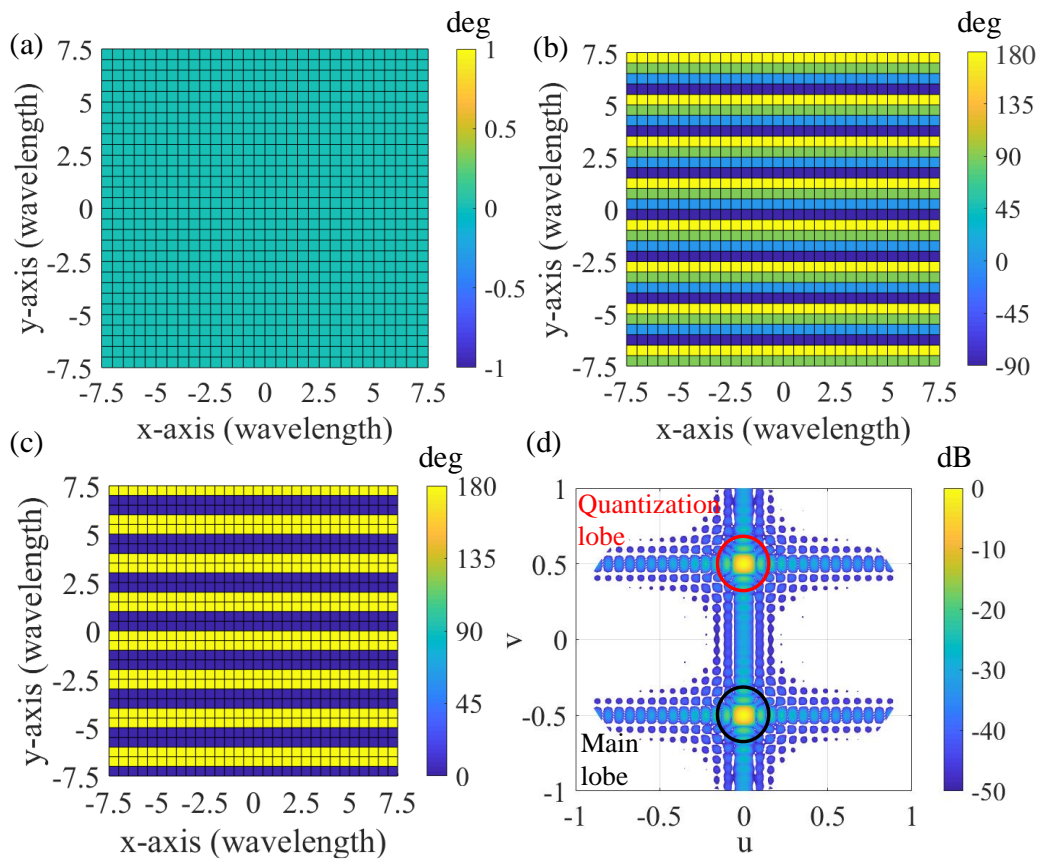 (a)
deg
7.5
5
2.5
0
-2.5
-5
-7.5
-7.5 -5 -2.5 0 2.5 5 7.5
x-axis (wavelength)
y-axis (wavelength)
1
0.5
0
-0.5
-1
(b)
deg
7.5
5
2.5
0
-2.5
-5
-7.5
-7.5 -5 -2.5 0 2.5 5 7.5
x-axis (wavelength)
y-axis (wavelength)
180
135
90
45
0
-45
-90
(c)
deg
7.5
5
2.5
0
-2.5
-5
-7.5
-7.5 -5 -2.5 0 2.5 5 7.5
x-axis (wavelength)
y-axis (wavelength)
180
135
90
45
0
(d)
dB
Quantization
lobe
Main
lobe
1
0.5
0
-0.5
-1
-1 -0.5 0 0.5 1
u
v
0
-10
-20
-30
-40
-50